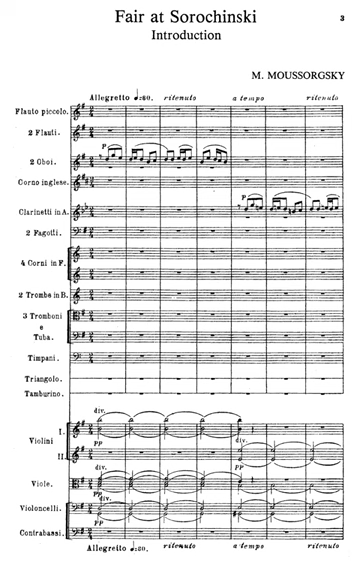 Fair at Sorochinski
3
Introduction
M. MOUSSORGSKY
Allegretto ♩=80. ritenuto a tempo ritenuto
Flauto piccolo.
2 Flauti.
p
2 Oboi.
Corno inglese.
p
Clarinetti in A.
2 Fagotti.
4 Corni in F.
2 Trombe in B.
3 Tromboni
e
Tuba.
Timpani.
Triangolo.
Tamburino.
div.
I.
pp
Violini
div.
II.
pp
div.
Viole.
pp
div.
Violoncelli.
pp
Contrabassi.
Allegretto ♩=80. ritenuto a tempo ritenuto